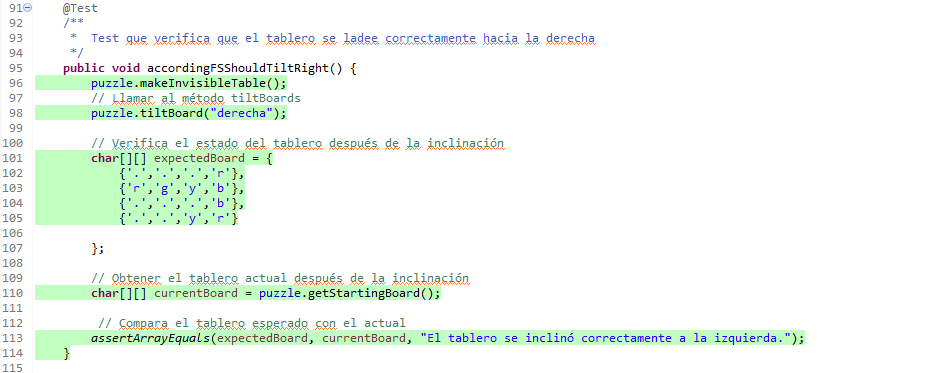 91 @Test
92 /**
93 * Test que verifica que el tablero se ladee correctamente hacia la derecha
94 */
95 public void accordingFSShouldTiltRight() {
96 puzzle.makeInvisibleTable();
97 // Llamar al método tiltBoards
98 puzzle.tiltBoard("derecha");
99
100 // Verifica el estado del tablero después de la inclinación
101 char[][] expectedBoard = {
102 {'.','.','.','r'},
103 {'r','g','y','b'},
104 {'.','.','.','b'},
105 {'.','.','y','r'}
106
107 };
108
109 // Obtener el tablero actual después de la inclinación
110 char[][] currentBoard = puzzle.getStartingBoard();
111
112 // Compara el tablero esperado con el actual
113 assertArrayEquals(expectedBoard, currentBoard, "El tablero se inclinó correctamente a la izquierda.");
114 }
115